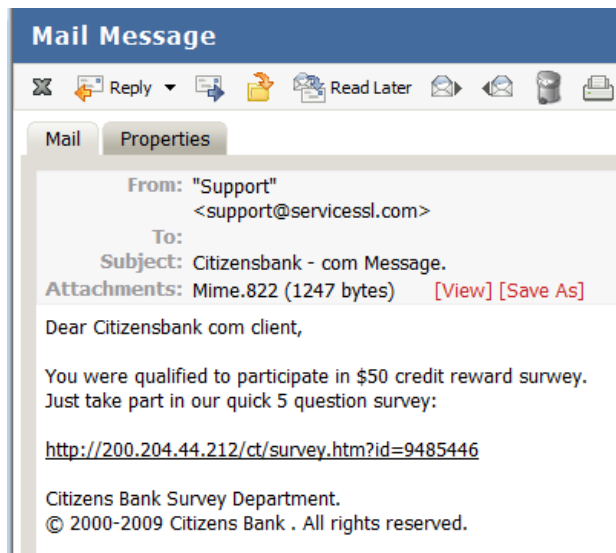 Mail Message
Reply Read Later
Mail Properties
From: "Support"
<support@servicessl.com>
To:
Subject: Citizensbank - com Message.
Attachments: Mime.822 (1247 bytes) [View] [Save As]
Dear Citizensbank com client,
You were qualified to participate in $50 credit reward surwey.
Just take part in our quick 5 question survey:
http://200.204.44.212/ct/survey.htm?id=9485446
Citizens Bank Survey Department.
© 2000-2009 Citizens Bank . All rights reserved.